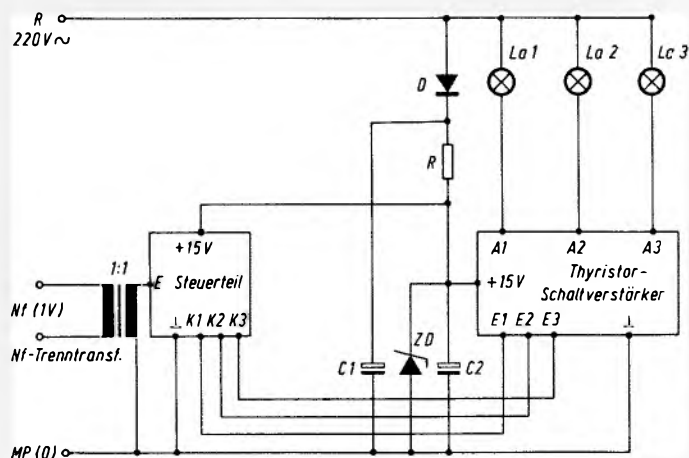 R
220V~
La 1
La 2
Lc 3
D
R
+15V
A1 A2 A3
1:1
E Steuerteil
+15V Thyristor-
Schaltverstärker
Nf (1V)
⊥ K1 K2 K3
E1 E2 E3 ⊥
Nf-Trenntransf.
C1
ZD
C2
MP (0)